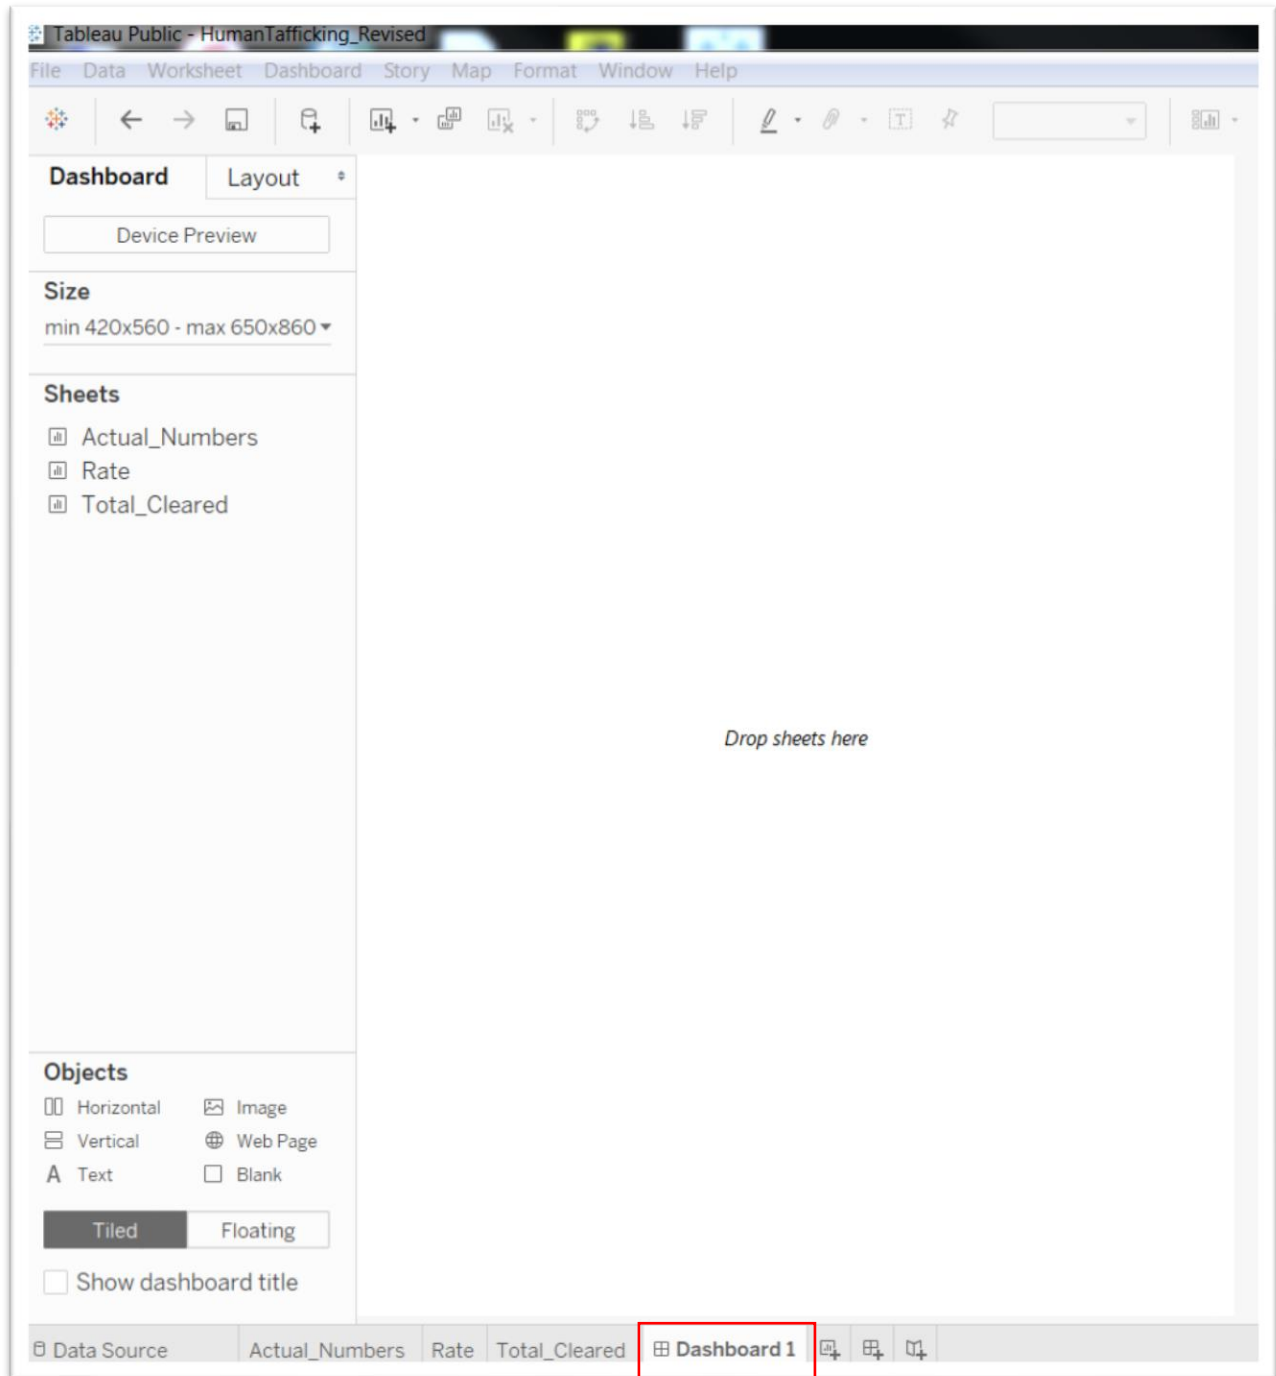 Tableau Public - HumanTafficking_Revised
File Data Worksheet Dashboard Story Map Format Window Help
Dashboard Layout
Device Preview
Size
min 420x560 - max 650x860
Sheets
Actual_Numbers
Rate
Total_Cleared
Drop sheets here
Objects
Horizontal Image
Vertical Web Page
A Text Blank
Tiled Floating
Show dashboard title
Data Source Actual_Numbers Rate Total_Cleared Dashboard 1